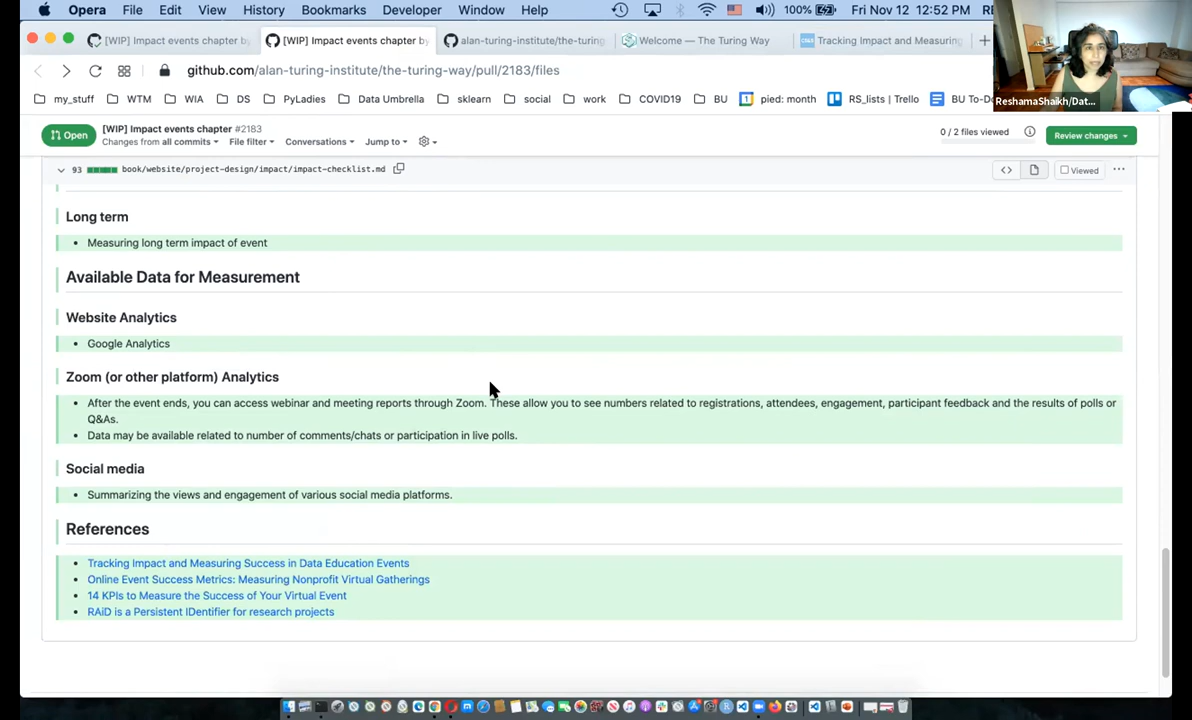 Opera File Edit View History Bookmarks Developer Window Help 100% Fri Nov 12 12:52 PM
[WIP] Impact events chapter by [WIP] Impact events chapter by alan-turing-institute/the-turing Welcome — The Turing Way Tracking Impact and Measuring
github.com/alan-turing-institute/the-turing-way/pull/2183/files
my_stuff WTM WIA DS PyLadies Data Umbrella sklearn social work COVID19 BU 1 pied: month RS_lists | Trello BU To-Do
ReshamaShaikh/Dat...
Open [WIP] Impact events chapter #2183
Changes from all commits File filter Conversations Jump to
0 / 2 files viewed Review changes
93 book/website/project-design/impact/impact-checklist.md Viewed
Long term
Measuring long term impact of event
Available Data for Measurement
Website Analytics
Google Analytics
Zoom (or other platform) Analytics
After the event ends, you can access webinar and meeting reports through Zoom. These allow you to see numbers related to registrations, attendees, engagement, participant feedback and the results of polls or
Q&As.
Data may be available related to number of comments/chats or participation in live polls.
Social media
Summarizing the views and engagement of various social media platforms.
References
Tracking Impact and Measuring Success in Data Education Events
Online Event Success Metrics: Measuring Nonprofit Virtual Gatherings
14 KPIs to Measure the Success of Your Virtual Event
RAiD is a Persistent IDentifier for research projects